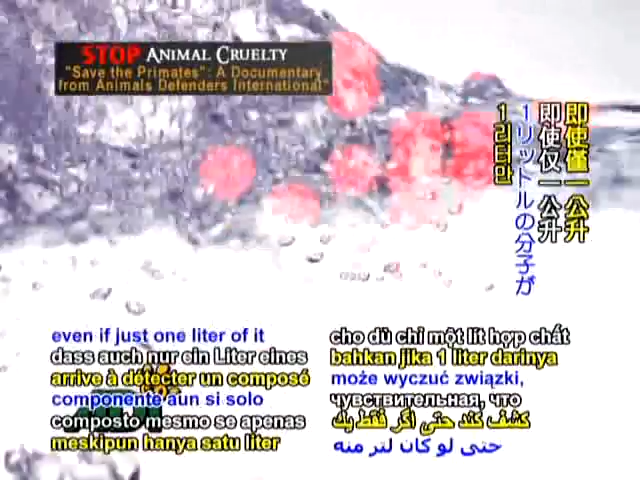 STOP ANIMAL CRUELTY
"Save the Primates": A Documentary
from Animals Defenders International"
即使僅一公升
即使仅一公升
1リットルの分子が
1 리터라
even if just one liter of it
dass auch nur ein Liter eines
arrive à détecter un composé
componente aun si solo
composto mesmo se apenas
meskipun hanya satu liter
cho dù chỉ một lít hợp chất
bahkan jika 1 liter darinya
może wyczuć związki,
чувствительная, что
کشف کند حتی اگر فقط یک
حتى لو كان لتر منه